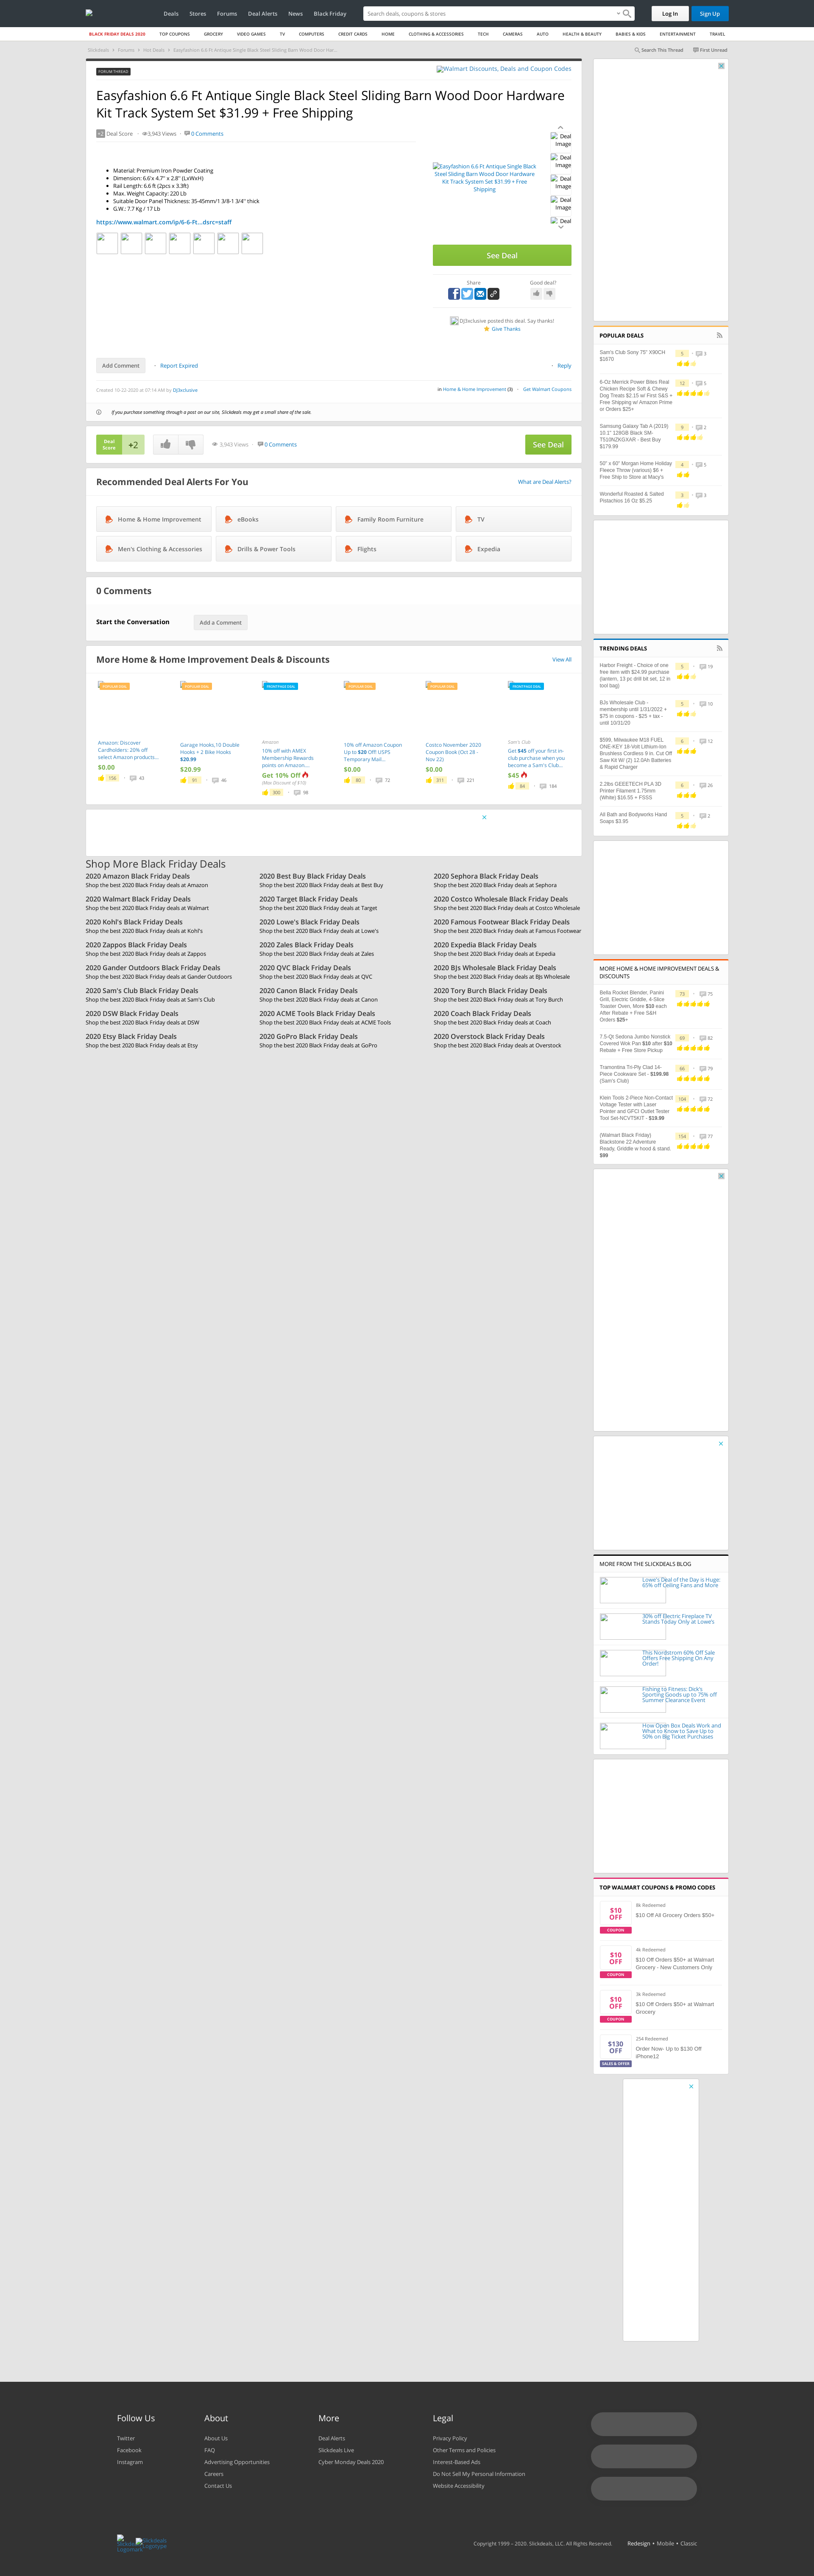 Deals Stores Forums Deal Alerts News Black Friday
Search deals, coupons & stores
Log In
Sign Up
BLACK FRIDAY DEALS 2020 TOP COUPONS GROCERY VIDEO GAMES TV COMPUTERS CREDIT CARDS HOME CLOTHING & ACCESSORIES TECH CAMERAS AUTO HEALTH & BEAUTY BABIES & KIDS ENTERTAINMENT TRAVEL
Slickdeals Forums Hot Deals Easyfashion 6.6 Ft Antique Single Black Steel Sliding Barn Wood Door Har...
Search This Thread First Unread
FORUM THREAD
Walmart Discounts, Deals and Coupon Codes
Easyfashion 6.6 Ft Antique Single Black Steel Sliding Barn Wood Door Hardware
Kit Track System Set $31.99 + Free Shipping
+2 Deal Score 3,943 Views 0 Comments
Material: Premium Iron Powder Coating
Dimension: 6.6'x 4.7" x 2.8" (LxWxH)
Rail Length: 6.6 ft (2pcs x 3.3ft)
Max. Weight Capacity: 220 Lb
Suitable Door Panel Thickness: 35-45mm/1 3/8-1 3/4" thick
G.W.: 7.7 Kg / 17 Lb
https://www.walmart.com/ip/6-6-Ft...dsrc=staff
Easyfashion 6.6 Ft Antique Single Black
Steel Sliding Barn Wood Door Hardware
Kit Track System Set $31.99 + Free
Shipping
Deal
Image
Deal
Image
Deal
Image
Deal
Image
Deal
See Deal
Share
Good deal?
DJ3xclusive posted this deal. Say thanks!
Give Thanks
Add Comment
Report Expired
Reply
Created 10-22-2020 at 07:14 AM by DJ3xclusive
in Home & Home Improvement (3) Get Walmart Coupons
If you purchase something through a post on our site, Slickdeals may get a small share of the sale.
Deal
Score
+2
3,943 Views 0 Comments
See Deal
Recommended Deal Alerts For You
What are Deal Alerts?
Home & Home Improvement
eBooks
Family Room Furniture
TV
Men's Clothing & Accessories
Drills & Power Tools
Flights
Expedia
0 Comments
Start the Conversation
Add a Comment
More Home & Home Improvement Deals & Discounts
View All
POPULAR DEAL
Amazon: Discover
Cardholders: 20% off
select Amazon products...
$0.00
156 43
POPULAR DEAL
Garage Hooks,10 Double
Hooks + 2 Bike Hooks
$20.99
$20.99
91 46
FRONTPAGE DEAL
Amazon
10% off with AMEX
Membership Rewards
points on Amazon....
Get 10% Off
(Max Discount of $10)
300 98
POPULAR DEAL
10% off Amazon Coupon
Up to $20 Off! USPS
Temporary Mail...
$0.00
80 72
POPULAR DEAL
Costco November 2020
Coupon Book (Oct 28 -
Nov 22)
$0.00
311 221
FRONTPAGE DEAL
Sam's Club
Get $45 off your first in-
club purchase when you
become a Sam's Club...
$45
84 184
Shop More Black Friday Deals
2020 Amazon Black Friday Deals
Shop the best 2020 Black Friday deals at Amazon
2020 Best Buy Black Friday Deals
Shop the best 2020 Black Friday deals at Best Buy
2020 Sephora Black Friday Deals
Shop the best 2020 Black Friday deals at Sephora
2020 Walmart Black Friday Deals
Shop the best 2020 Black Friday deals at Walmart
2020 Target Black Friday Deals
Shop the best 2020 Black Friday deals at Target
2020 Costco Wholesale Black Friday Deals
Shop the best 2020 Black Friday deals at Costco Wholesale
2020 Kohl's Black Friday Deals
Shop the best 2020 Black Friday deals at Kohl's
2020 Lowe's Black Friday Deals
Shop the best 2020 Black Friday deals at Lowe's
2020 Famous Footwear Black Friday Deals
Shop the best 2020 Black Friday deals at Famous Footwear
2020 Zappos Black Friday Deals
Shop the best 2020 Black Friday deals at Zappos
2020 Zales Black Friday Deals
Shop the best 2020 Black Friday deals at Zales
2020 Expedia Black Friday Deals
Shop the best 2020 Black Friday deals at Expedia
2020 Gander Outdoors Black Friday Deals
Shop the best 2020 Black Friday deals at Gander Outdoors
2020 QVC Black Friday Deals
Shop the best 2020 Black Friday deals at QVC
2020 BJs Wholesale Black Friday Deals
Shop the best 2020 Black Friday deals at BJs Wholesale
2020 Sam's Club Black Friday Deals
Shop the best 2020 Black Friday deals at Sam's Club
2020 Canon Black Friday Deals
Shop the best 2020 Black Friday deals at Canon
2020 Tory Burch Black Friday Deals
Shop the best 2020 Black Friday deals at Tory Burch
2020 DSW Black Friday Deals
Shop the best 2020 Black Friday deals at DSW
2020 ACME Tools Black Friday Deals
Shop the best 2020 Black Friday deals at ACME Tools
2020 Coach Black Friday Deals
Shop the best 2020 Black Friday deals at Coach
2020 Etsy Black Friday Deals
Shop the best 2020 Black Friday deals at Etsy
2020 GoPro Black Friday Deals
Shop the best 2020 Black Friday deals at GoPro
2020 Overstock Black Friday Deals
Shop the best 2020 Black Friday deals at Overstock
POPULAR DEALS
Sam's Club Sony 75" X90CH
$1670
5 3
6-Oz Merrick Power Bites Real
Chicken Recipe Soft & Chewy
Dog Treats $2.15 w/ First S&S +
Free Shipping w/ Amazon Prime
or Orders $25+
12 5
Samsung Galaxy Tab A (2019)
10.1" 128GB Black SM-
T510NZKGXAR - Best Buy
$179.99
9 2
50" x 60" Morgan Home Holiday
Fleece Throw (various) $6 +
Free Ship to Store at Macy's
4 5
Wonderful Roasted & Salted
Pistachios 16 Oz $5.25
3 3
TRENDING DEALS
Harbor Freight - Choice of one
free item with $24.99 purchase
(lantern, 13 pc drill bit set, 12 in
tool bag)
5 19
BJs Wholesale Club -
membership until 1/31/2022 +
$75 in coupons - $25 + tax -
until 10/31/20
5 10
$599, Milwaukee M18 FUEL
ONE-KEY 18-Volt Lithium-Ion
Brushless Cordless 9 in. Cut Off
Saw Kit W/ (2) 12.0Ah Batteries
& Rapid Charger
6 12
2.2lbs GEEETECH PLA 3D
Printer Filament 1.75mm
(White) $16.55 + FSSS
6 26
All Bath and Bodyworks Hand
Soaps $3.95
5 2
MORE HOME & HOME IMPROVEMENT DEALS &
DISCOUNTS
Bella Rocket Blender, Panini
Grill, Electric Griddle, 4-Slice
Toaster Oven, More $10 each
After Rebate + Free S&H
Orders $25+
73 75
7.5-Qt Sedona Jumbo Nonstick
Covered Wok Pan $10 after $10
Rebate + Free Store Pickup
69 82
Tramontina Tri-Ply Clad 14-
Piece Cookware Set - $199.98
(Sam's Club)
66 79
Klein Tools 2-Piece Non-Contact
Voltage Tester with Laser
Pointer and GFCI Outlet Tester
Tool Set-NCVT5KIT - $19.99
104 72
(Walmart Black Friday)
Blackstone 22 Adventure
Ready, Griddle w hood & stand.
$99
154 77
MORE FROM THE SLICKDEALS BLOG
Lowe's Deal of the Day is Huge:
65% off Ceiling Fans and More
30% off Electric Fireplace TV
Stands Today Only at Lowe's
This Nordstrom 60% Off Sale
Offers Free Shipping On Any
Order!
Fishing to Fitness: Dick's
Sporting Goods up to 75% off
Summer Clearance Event
How Open Box Deals Work and
What to Know to Save Up to
50% on Big Ticket Purchases
TOP WALMART COUPONS & PROMO CODES
$10
OFF
COUPON
8k Redeemed
$10 Off All Grocery Orders $50+
$10
OFF
COUPON
4k Redeemed
$10 Off Orders $50+ at Walmart
Grocery - New Customers Only
$10
OFF
COUPON
3k Redeemed
$10 Off Orders $50+ at Walmart
Grocery
$130
OFF
SALES & OFFER
254 Redeemed
Order Now- Up to $130 Off
iPhone12
Follow Us
Twitter
Facebook
Instagram
About
About Us
FAQ
Advertising Opportunities
Careers
Contact Us
More
Deal Alerts
Slickdeals Live
Cyber Monday Deals 2020
Legal
Privacy Policy
Other Terms and Policies
Interest-Based Ads
Do Not Sell My Personal Information
Website Accessibility
Slickdeals
Logotype
Logomark
Copyright 1999 - 2020. Slickdeals, LLC. All Rights Reserved. Redesign • Mobile • Classic